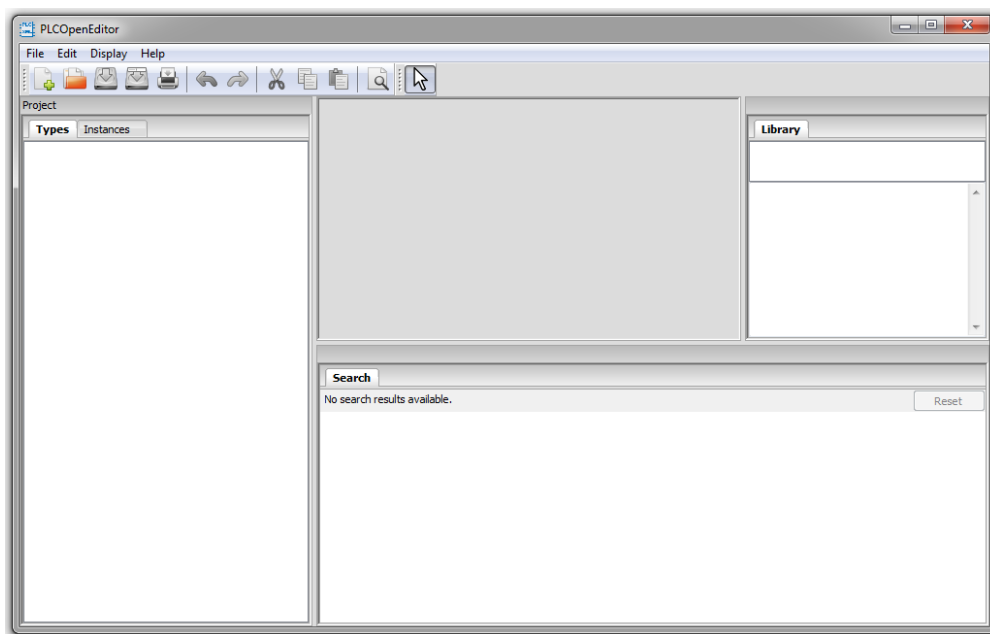 PLCOpenEditor
File Edit Display Help
Project
Types Instances
Library
Search
No search results available.
Reset